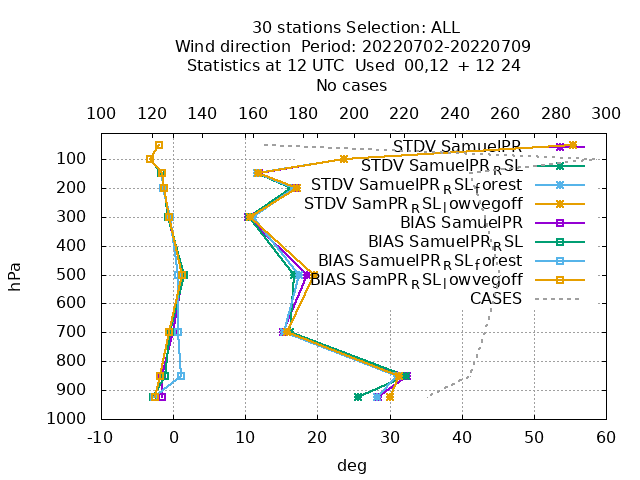 30 stations Selection: ALL
Wind direction  Period: 20220702-20220709
Statistics at 12 UTC  Used  00,12  + 12 24
No cases
100 120 140 160 180 200 220 240 260 280 300
STDV SamuelPR
STDV SamuelPR_RSL
STDV SamuelPR_RSL_forest
STDV SamPR_RSL_lowvegoff
BIAS SamuelPR
BIAS SamuelPR_RSL
BIAS SamuelPR_RSL_forest
BIAS SamPR_RSL_lowvegoff
CASES
hPa
100
200
300
400
500
600
700
800
900
1000
-10 0 10 20 30 40 50 60
deg